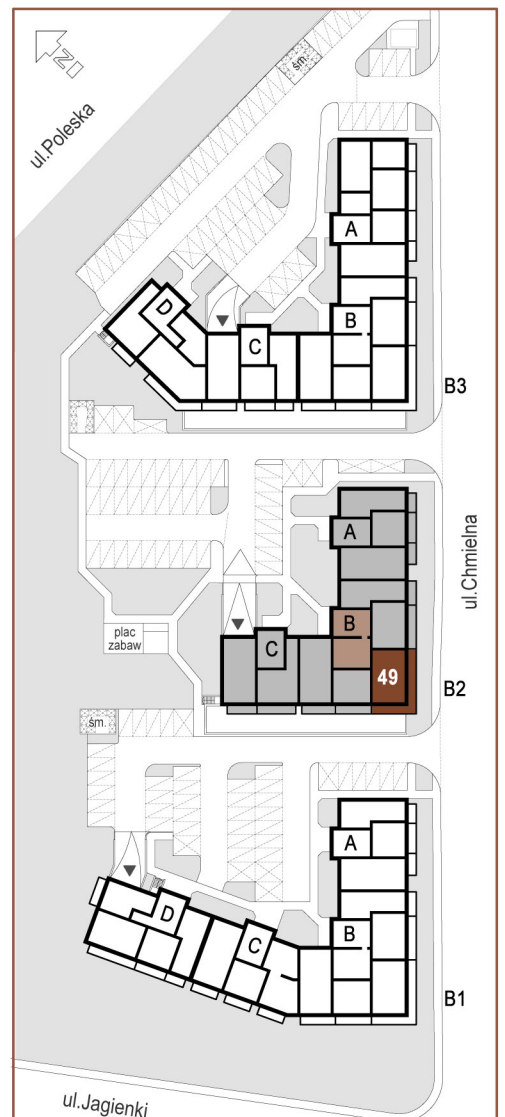 N
śm.
ul.Poleska
A
D
B
C
B3
A
ul.Chmielna
B
plac
zabaw
C
49
B2
śm.
A
D
B
C
B1
ul.Jagienki